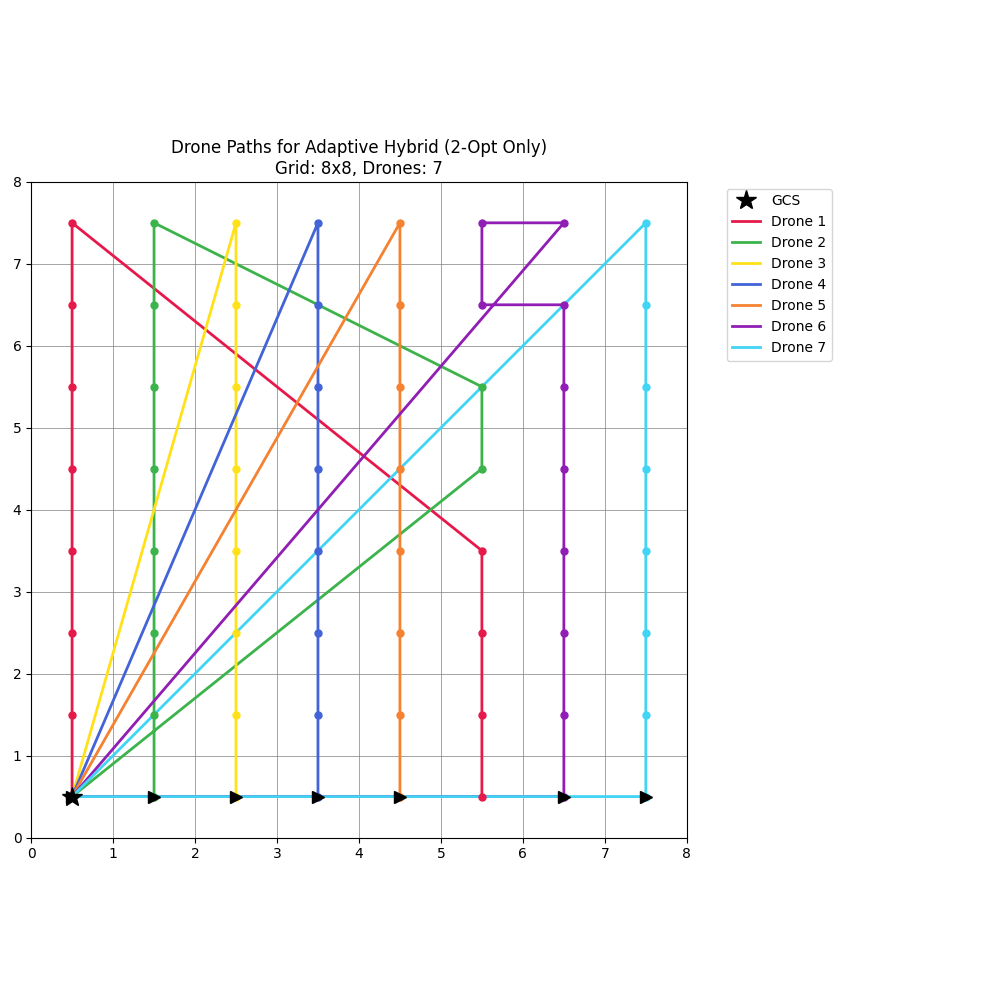 Drone Paths for Adaptive Hybrid (2-Opt Only)
Grid: 8x8, Drones: 7
8
7
6
5
4
3
2
1
0
0 1 2 3 4 5 6 7 8
GCS
Drone 1
Drone 2
Drone 3
Drone 4
Drone 5
Drone 6
Drone 7